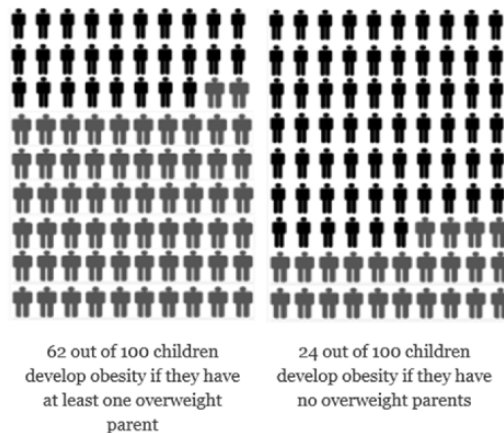 62 out of 100 children
develop obesity if they have
at least one overweight
parent
24 out of 100 children
develop obesity if they have
no overweight parents